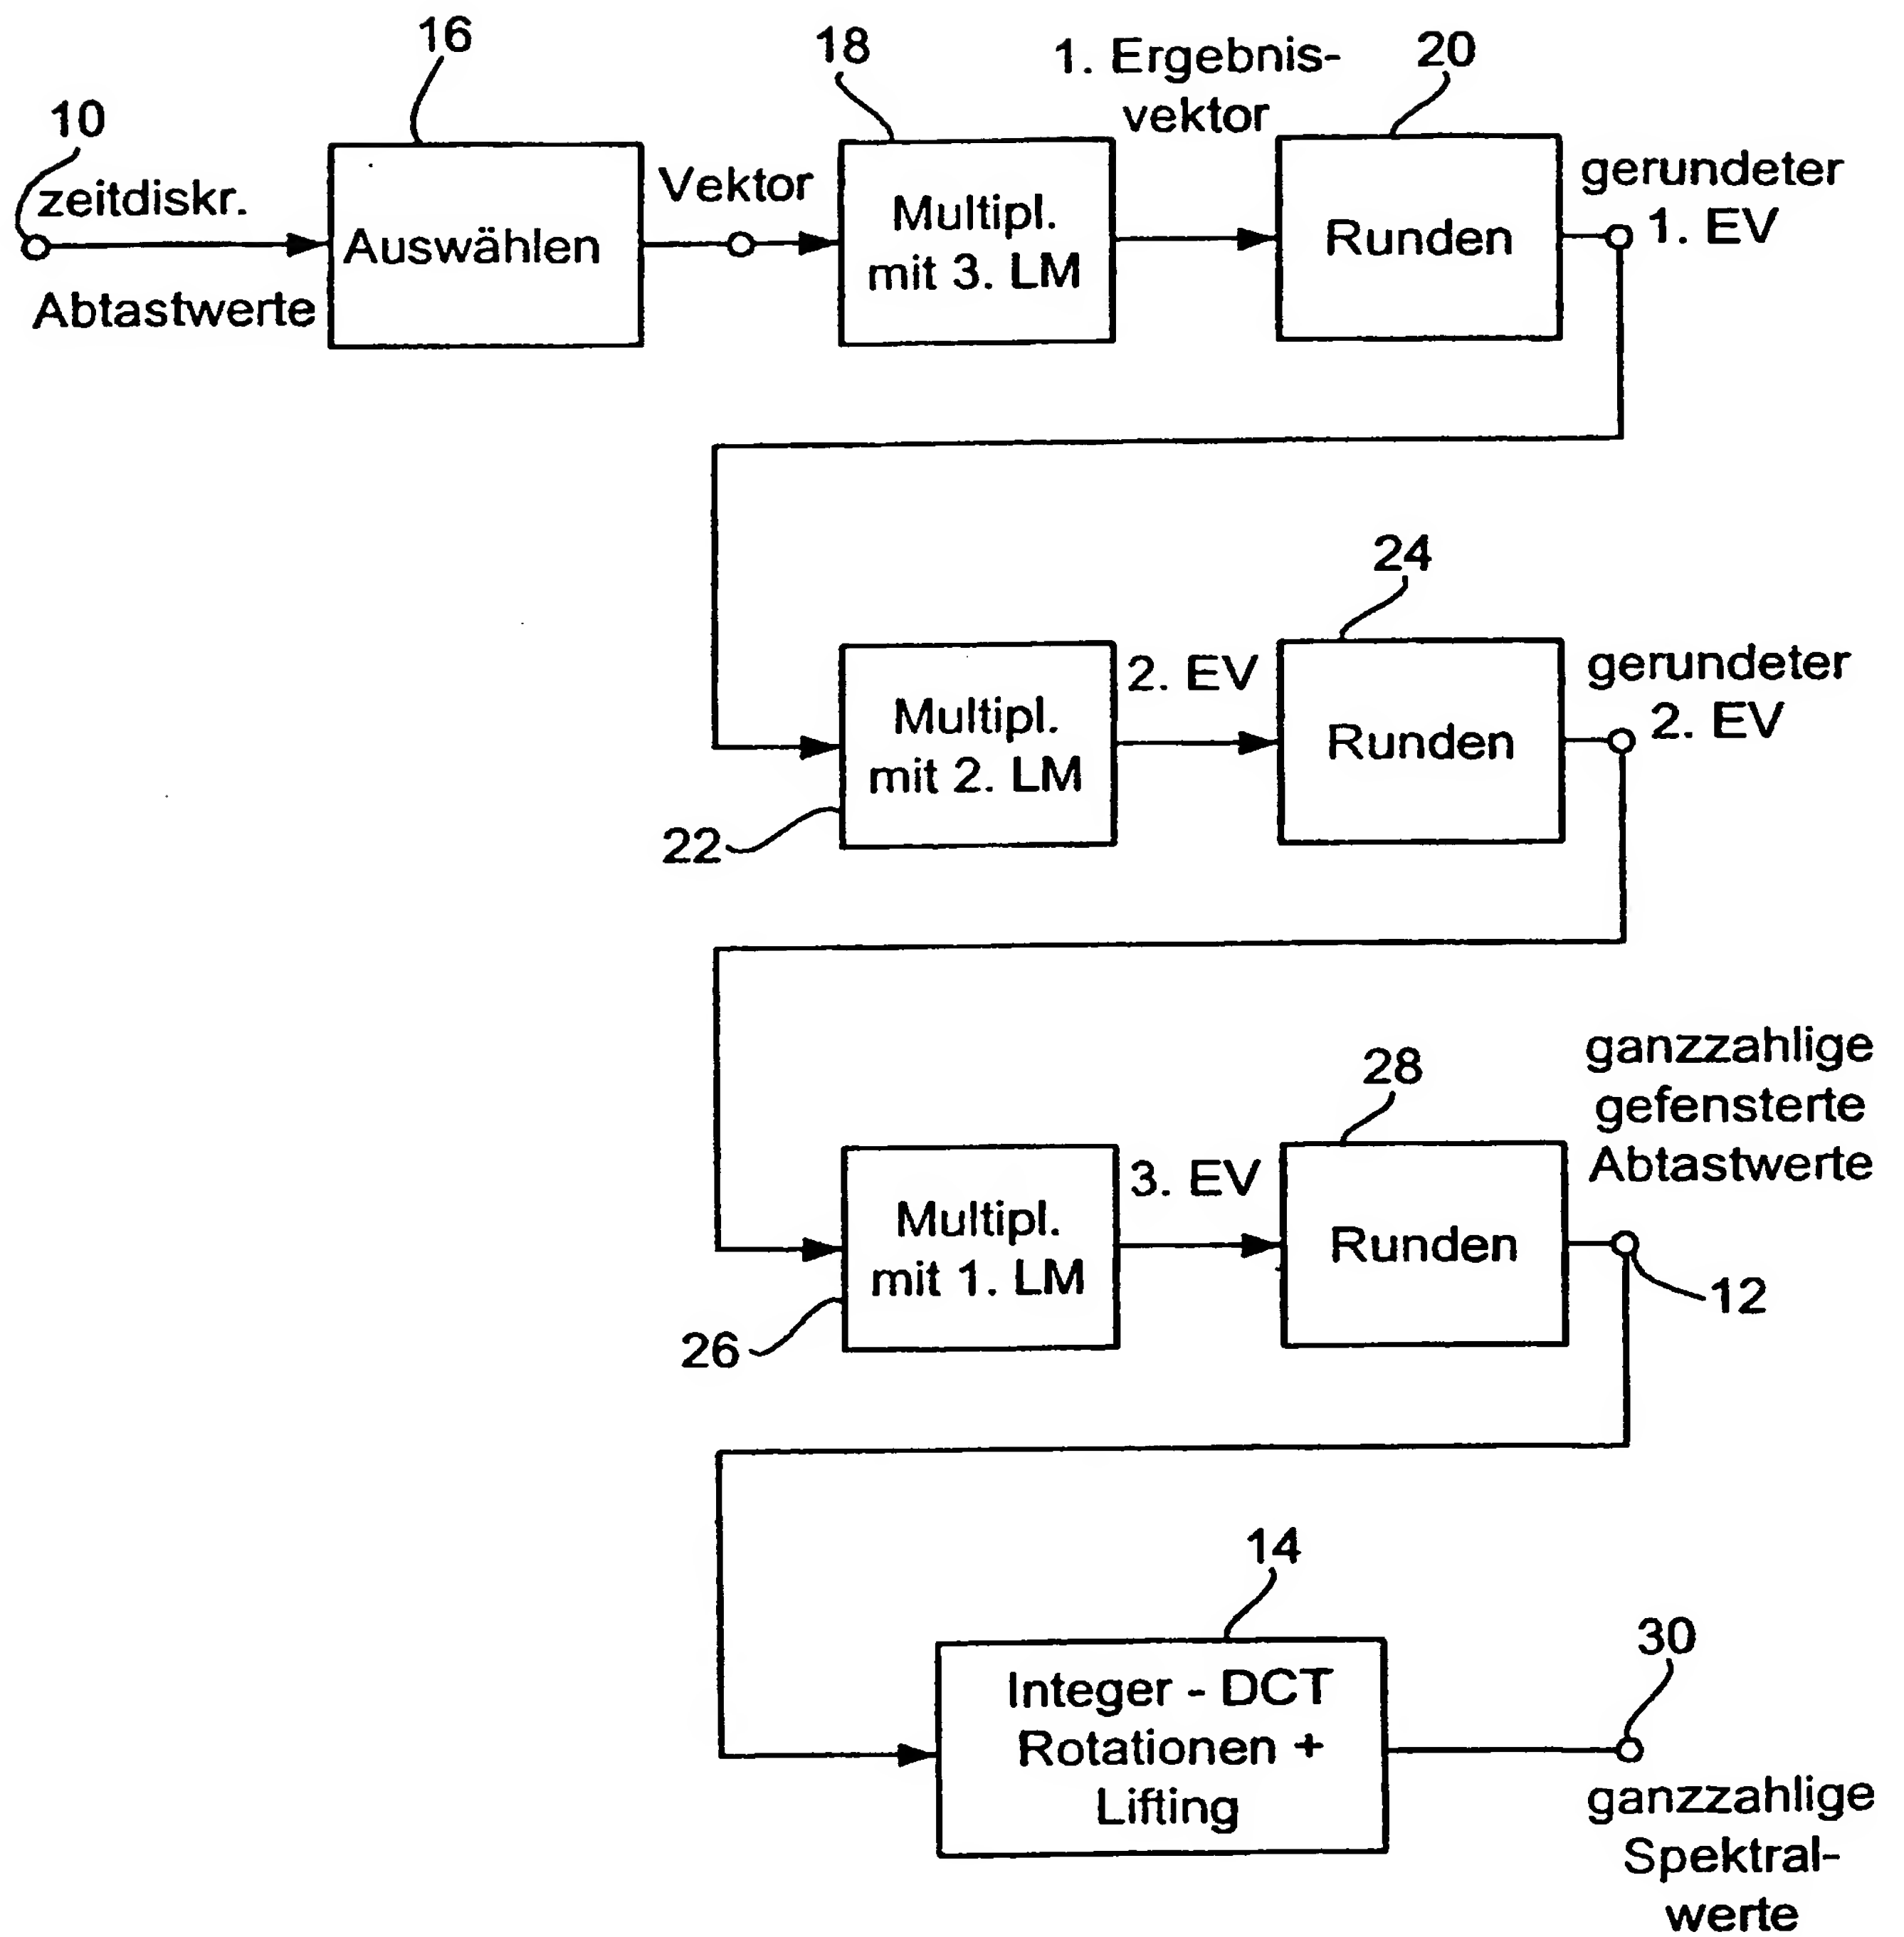 16
18
1. Ergebnis-
vektor
20
10
zeitdiskr.
Abtastwerte
Auswählen
Vektor
Multipl.
mit 3. LM
Runden
gerundeter
1. EV
24
Multipl.
mit 2. LM
22
2. EV
Runden
gerundeter
2. EV
28
ganzzahlige
gefensterte
Abtastwerte
Multipl.
mit 1. LM
26
3. EV
Runden
12
14
Integer - DCT
Rotationen +
Lifting
30
ganzzahlige
Spektral-
werte